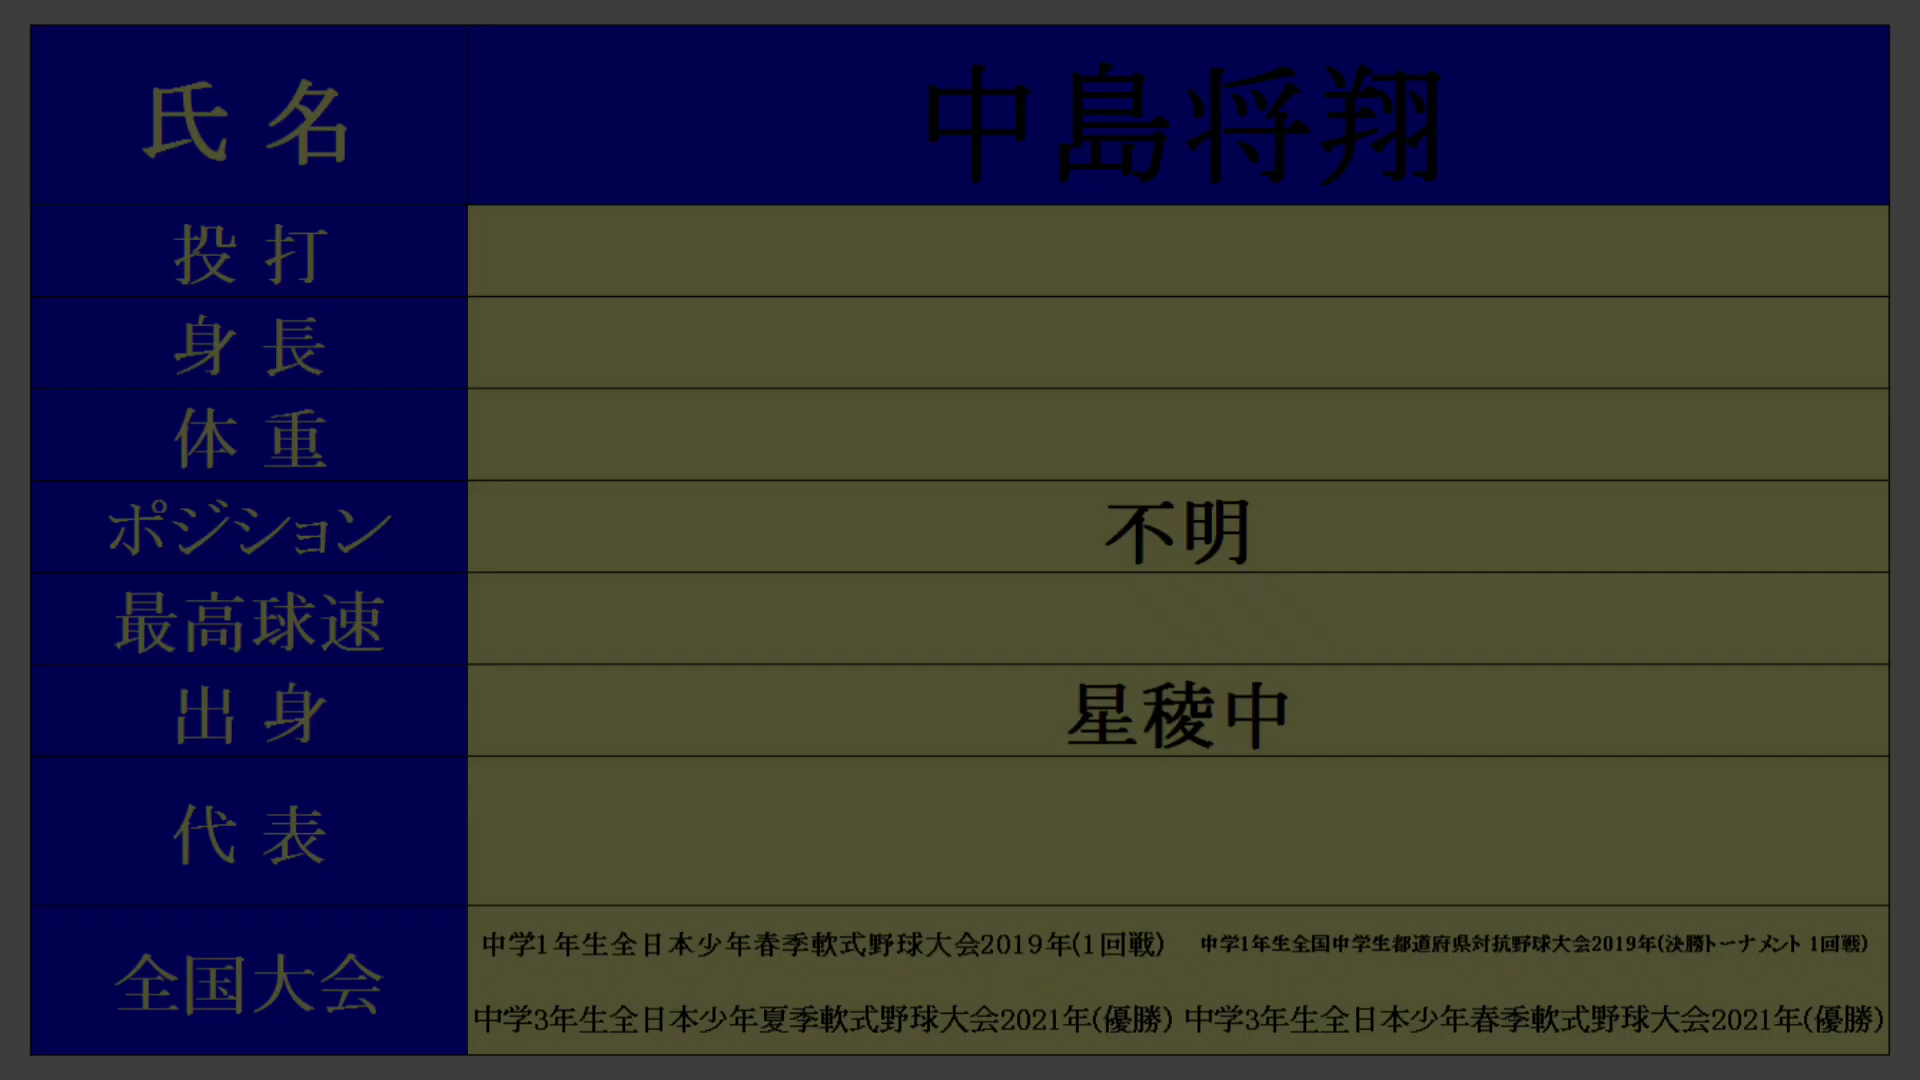 氏 名 中島将翔
投 打
身 長
体 重
ポジション 不明
最高球速
出 身 星稜中
代 表
全国大会
中学1年生全日本少年春季軟式野球大会2019年(1回戦) 中学1年生全国中学生都道府県対抗野球大会2019年(決勝トーナメント 1回戦)
中学3年生全日本少年夏季軟式野球大会2021年(優勝) 中学3年生全日本少年春季軟式野球大会2021年(優勝)